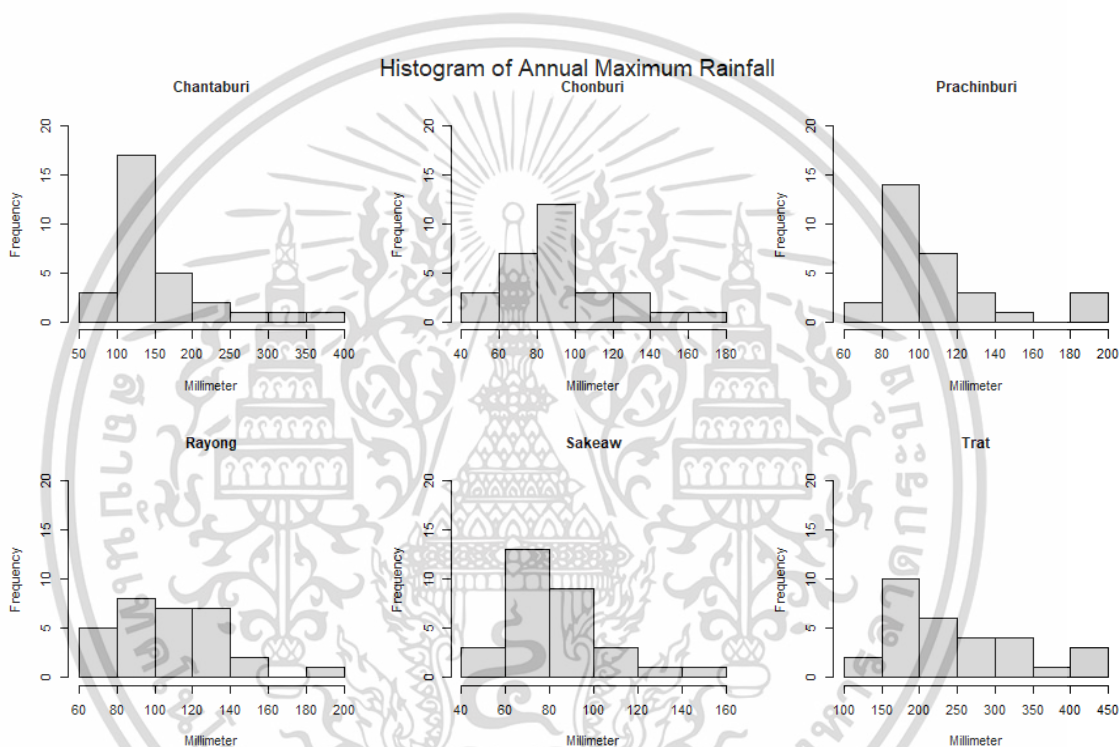 Histogram of Annual Maximum Rainfall
Chantaburi
Frequency
0 5 10 15 20
50 100 150 200 250 300 350 400
Millimeter
Chonburi
Frequency
0 5 10 15 20
40 60 80 100 120 140 160 180
Millimeter
Prachinburi
Frequency
0 5 10 15 20
60 80 100 120 140 160 180 200
Millimeter
Rayong
Frequency
0 5 10 15 20
60 80 100 120 140 160 180 200
Millimeter
Sakeaw
Frequency
0 5 10 15 20
40 60 80 100 120 140 160
Millimeter
Trat
Frequency
0 5 10 15 20
100 150 200 250 300 350 400 450
Millimeter